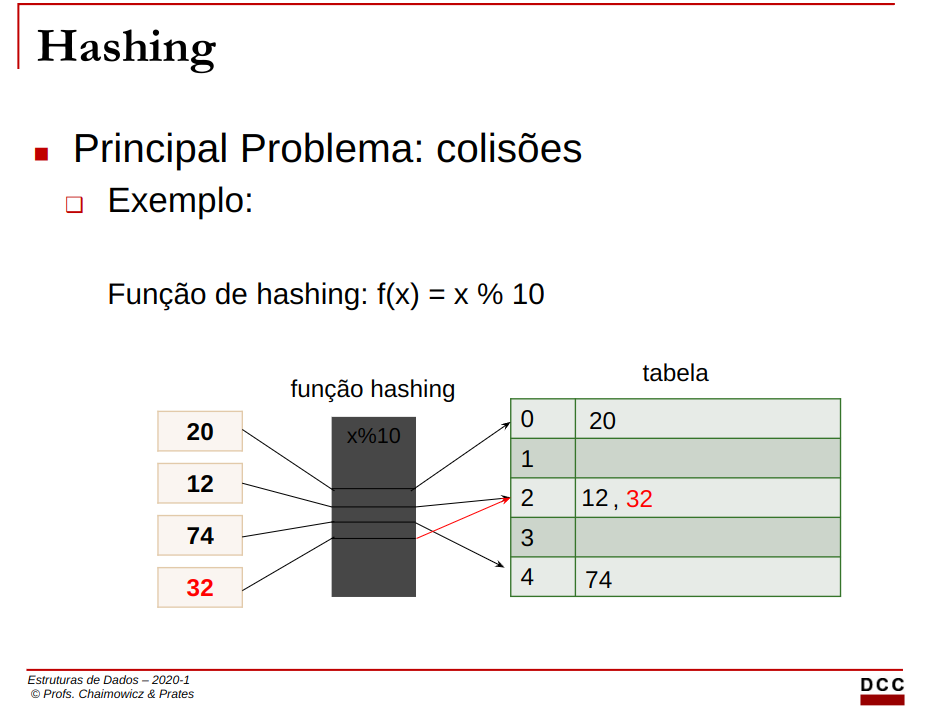 Hashing
Principal Problema: colisões
Exemplo:
Função de hashing: f(x) = x % 10
tabela
função hashing
x%10
20
12
74
32
0 20
1
2 12 , 32
3
4 74
Estruturas de Dados – 2020-1
© Profs. Chaimowicz & Prates
DCC